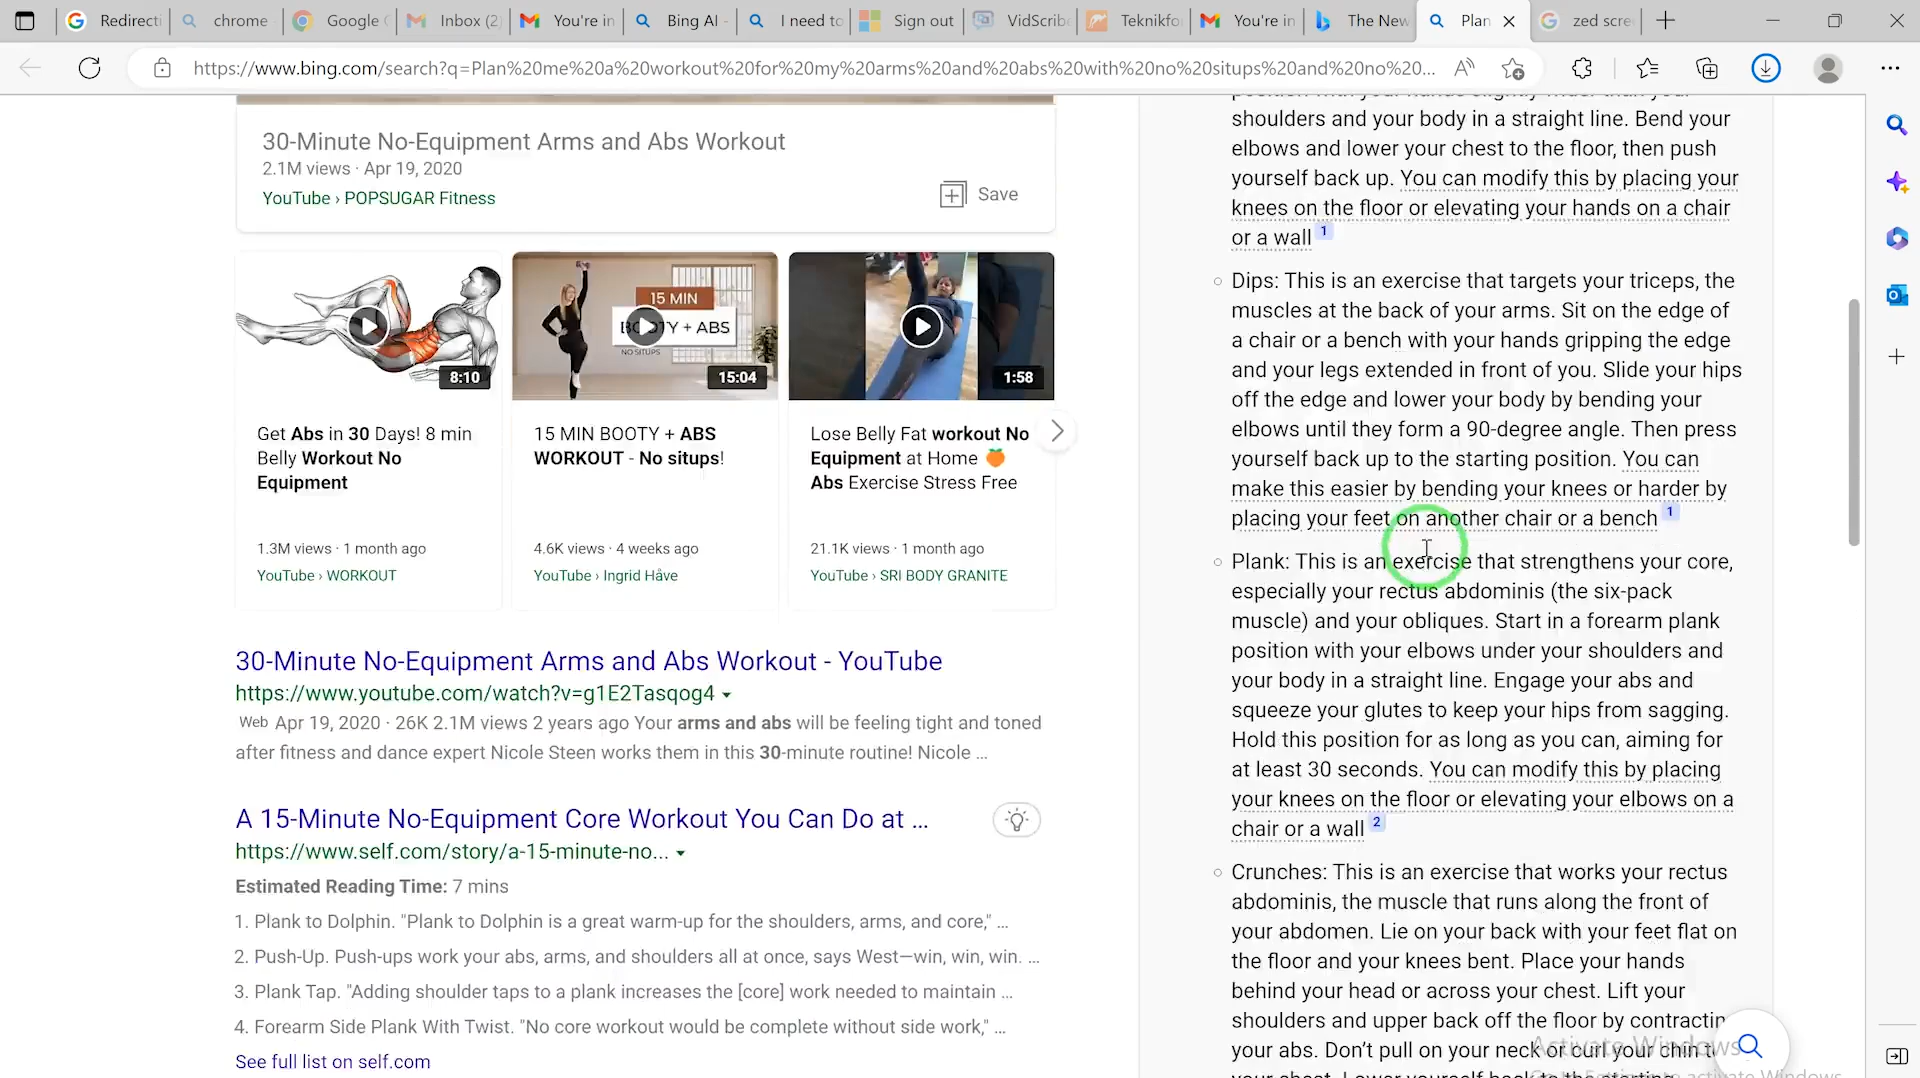 Redirecti
chrome
Google C
Inbox (2)
You're in
Bing AI -
I need to
Sign out
VidScribe
Teknikfo
You're in
The New
Plan
zed scre
https://www.bing.com/search?q=Plan%20me%20a%20workout%20for%20my%20arms%20and%20abs%20with%20no%20situps%20and%20no%20...
30-Minute No-Equipment Arms and Abs Workout
2.1M views · Apr 19, 2020
YouTube › POPSUGAR Fitness
Save
15 MIN
+ ABS
NO SITUPS
8:10
15:04
1:58
Get Abs in 30 Days! 8 min
Belly Workout No
Equipment
1.3M views · 1 month ago
YouTube › WORKOUT
15 MIN BOOTY + ABS
WORKOUT - No situps!
4.6K views · 4 weeks ago
YouTube › Ingrid Håve
Lose Belly Fat workout No
Equipment at Home 🍑
Abs Exercise Stress Free
21.1K views · 1 month ago
YouTube › SRI BODY GRANITE
30-Minute No-Equipment Arms and Abs Workout - YouTube
https://www.youtube.com/watch?v=g1E2Tasqog4
Web Apr 19, 2020 · 26K 2.1M views 2 years ago Your arms and abs will be feeling tight and toned
after fitness and dance expert Nicole Steen works them in this 30-minute routine! Nicole ...
A 15-Minute No-Equipment Core Workout You Can Do at ...
https://www.self.com/story/a-15-minute-no...
Estimated Reading Time: 7 mins
1. Plank to Dolphin. "Plank to Dolphin is a great warm-up for the shoulders, arms, and core," ...
2. Push-Up. Push-ups work your abs, arms, and shoulders all at once, says West—win, win, win. ...
3. Plank Tap. "Adding shoulder taps to a plank increases the [core] work needed to maintain ...
4. Forearm Side Plank With Twist. "No core workout would be complete without side work," ...
See full list on self.com
position with your hands slightly wider than your
shoulders and your body in a straight line. Bend your
elbows and lower your chest to the floor, then push
yourself back up. You can modify this by placing your
knees on the floor or elevating your hands on a chair
or a wall 1
Dips: This is an exercise that targets your triceps, the
muscles at the back of your arms. Sit on the edge of
a chair or a bench with your hands gripping the edge
and your legs extended in front of you. Slide your hips
off the edge and lower your body by bending your
elbows until they form a 90-degree angle. Then press
yourself back up to the starting position. You can
make this easier by bending your knees or harder by
placing your feet on another chair or a bench 1
Plank: This is an exercise that strengthens your core,
especially your rectus abdominis (the six-pack
muscle) and your obliques. Start in a forearm plank
position with your elbows under your shoulders and
your body in a straight line. Engage your abs and
squeeze your glutes to keep your hips from sagging.
Hold this position for as long as you can, aiming for
at least 30 seconds. You can modify this by placing
your knees on the floor or elevating your elbows on a
chair or a wall 2
Crunches: This is an exercise that works your rectus
abdominis, the muscle that runs along the front of
your abdomen. Lie on your back with your feet flat on
the floor and your knees bent. Place your hands
behind your head or across your chest. Lift your
shoulders and upper back off the floor by contractin
your abs. Don't pull on your neck or curl your chin t
Activate Windows